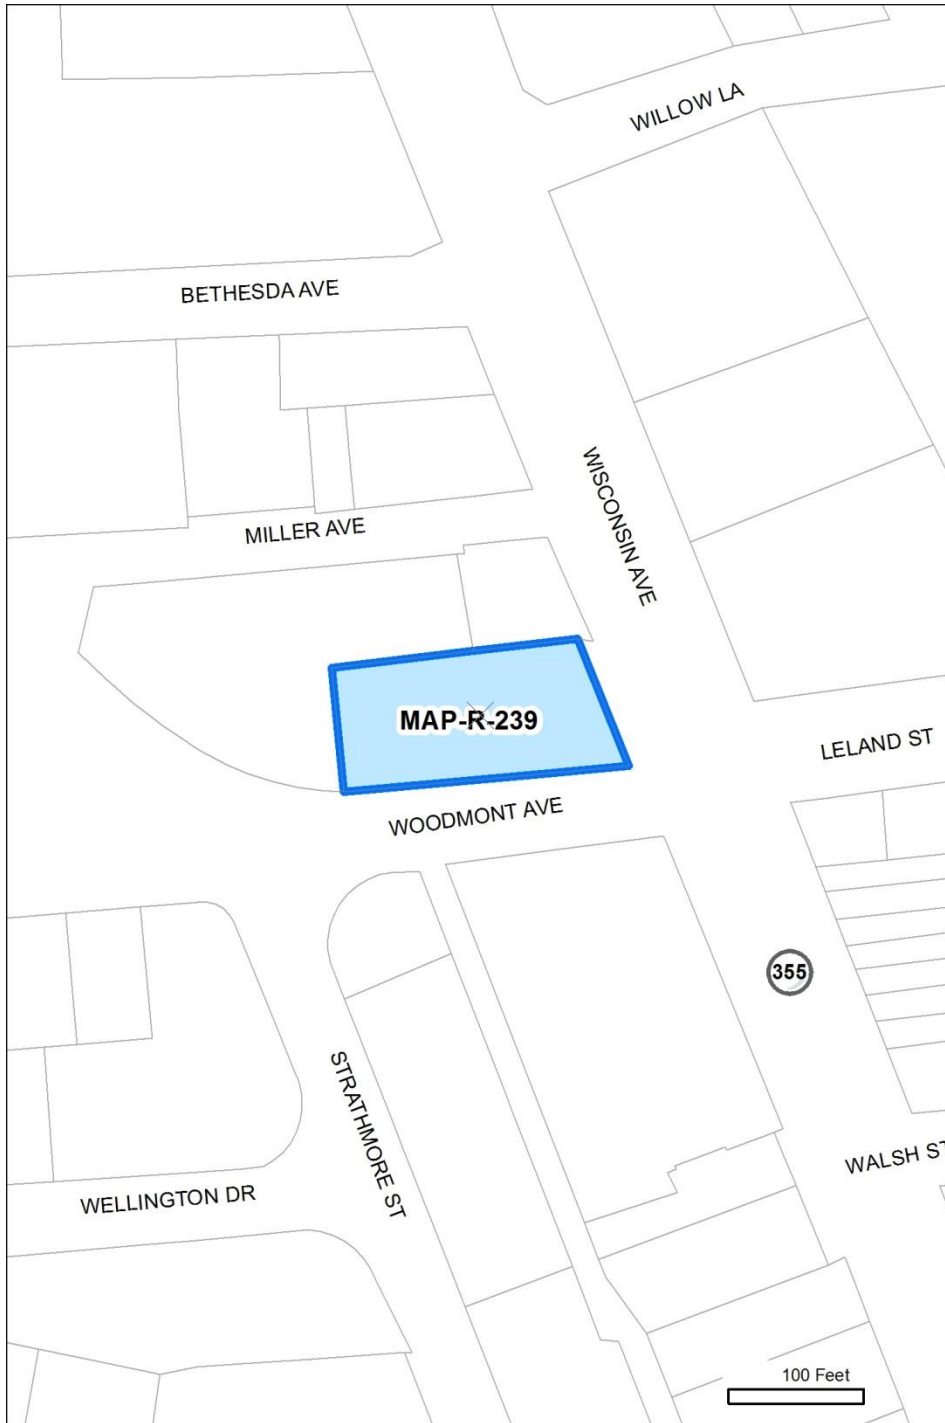 WILLOW LA
BETHESDA AVE
WISCONSIN AVE
MILLER AVE
MAP-R-239
LELAND ST
WOODMONT AVE
355
STRATHMORE ST
WALSH ST
WELLINGTON DR
100 Feet